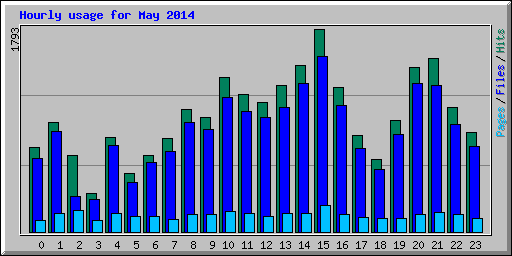 Hourly usage for May 2014
1793
Pages / Files / Hits
0 1 2 3 4 5 6 7 8 9 10 11 12 13 14 15 16 17 18 19 20 21 22 23